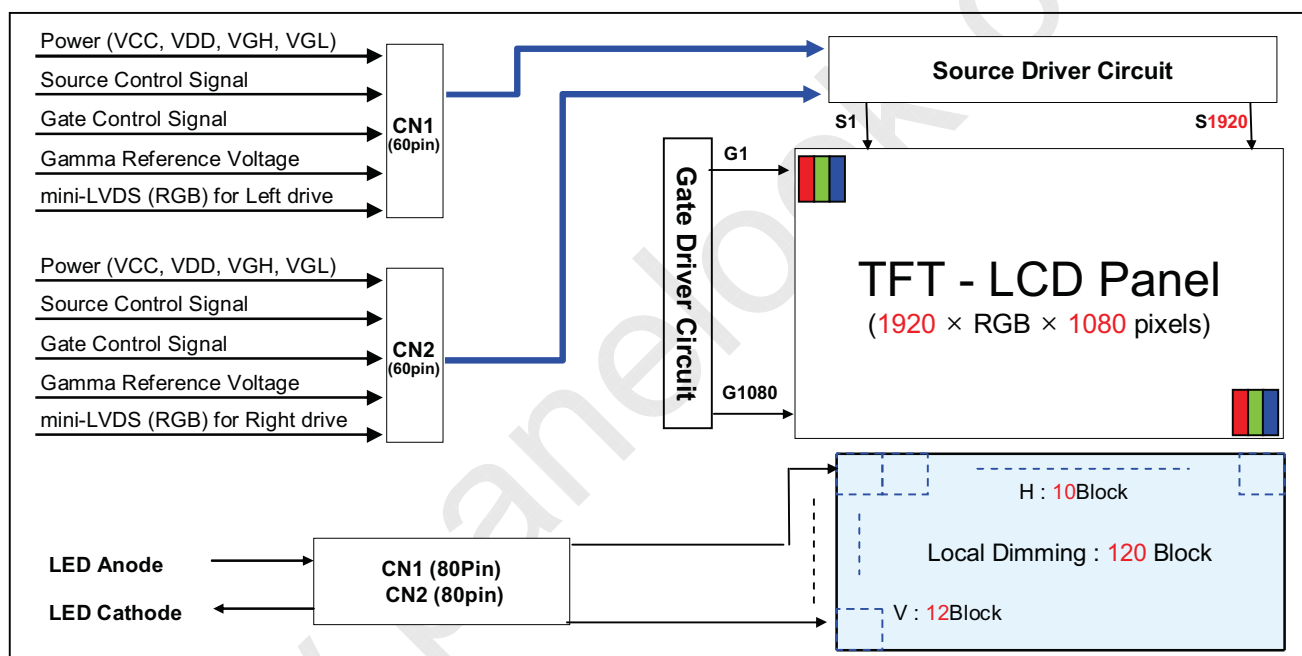 Power (VCC, VDD, VGH, VGL)
Source Control Signal
Gate Control Signal
Gamma Reference Voltage
mini-LVDS (RGB) for Left drive
CN1
(60pin)
Power (VCC, VDD, VGH, VGL)
Source Control Signal
Gate Control Signal
Gamma Reference Voltage
mini-LVDS (RGB) for Right drive
CN2
(60pin)
Source Driver Circuit
S1
S1920
Gate Driver Circuit
G1
G1080
TFT - LCD Panel
(1920 × RGB × 1080 pixels)
LED Anode
LED Cathode
CN1 (80Pin)
CN2 (80pin)
H : 10Block
Local Dimming : 120 Block
V : 12Block
panelook